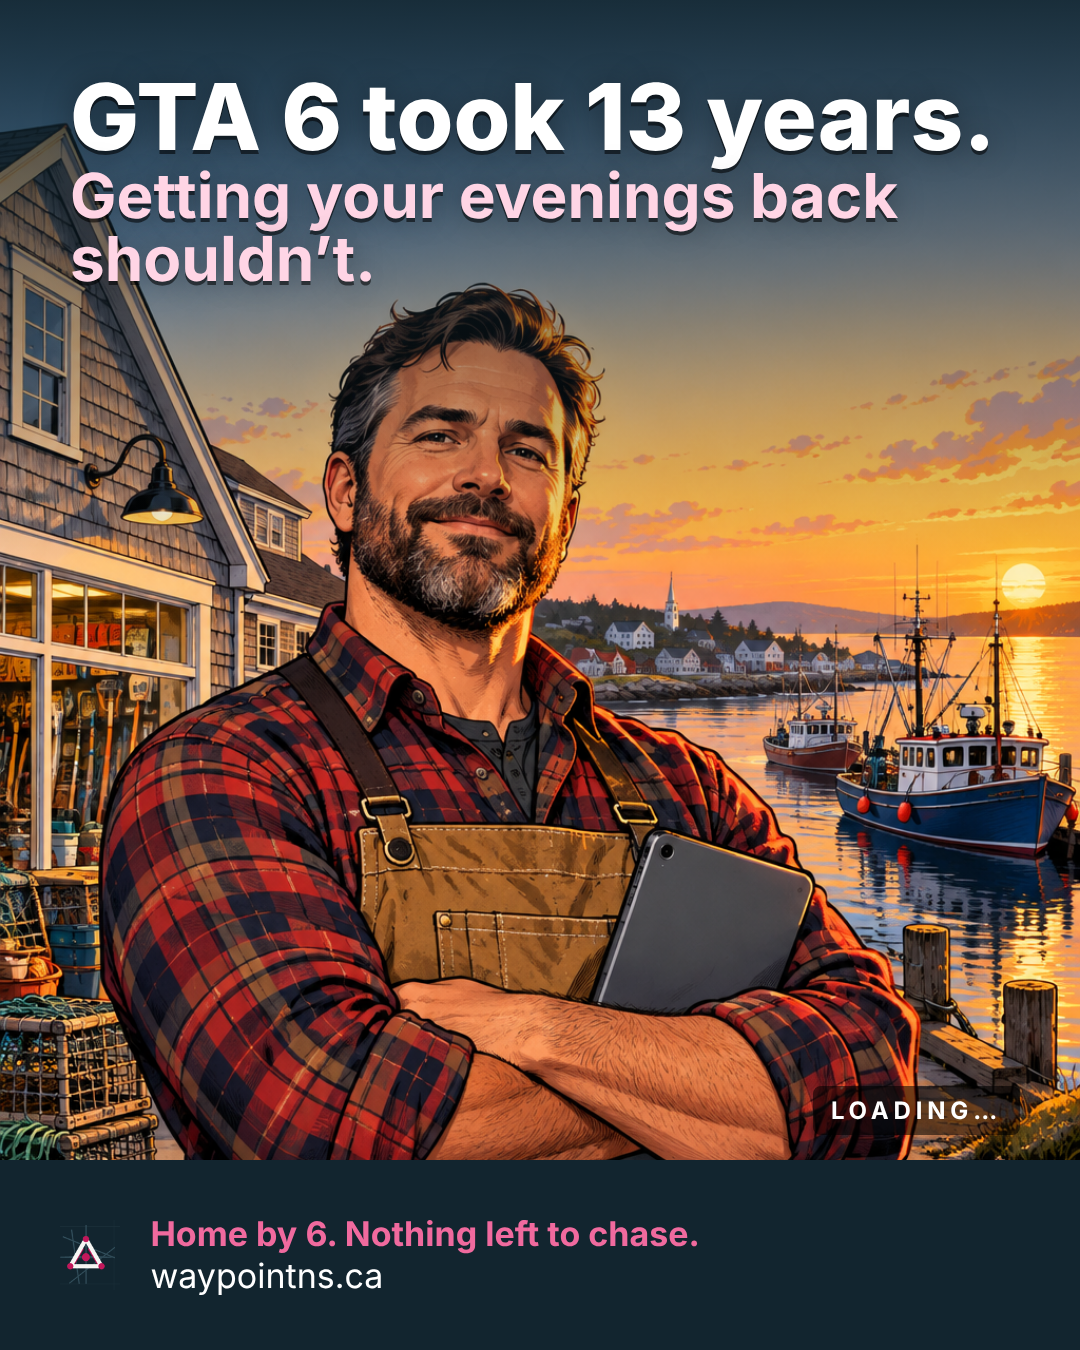 GTA 6 took 13 years.
Getting your evenings back
shouldn’t.
LOADING…
Home by 6. Nothing left to chase.
waypointns.ca